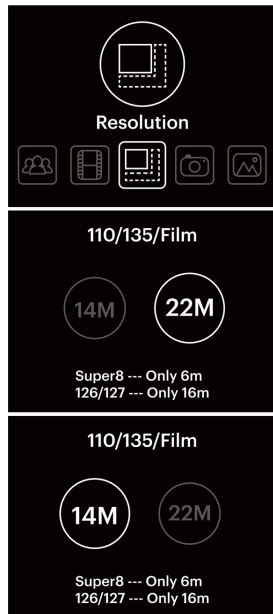 Resolution
110/135/Film
14M 22M
Super8 --- Only 6m
126/127 --- Only 16m
110/135/Film
14M 22M
Super8 --- Only 6m
126/127 --- Only 16m